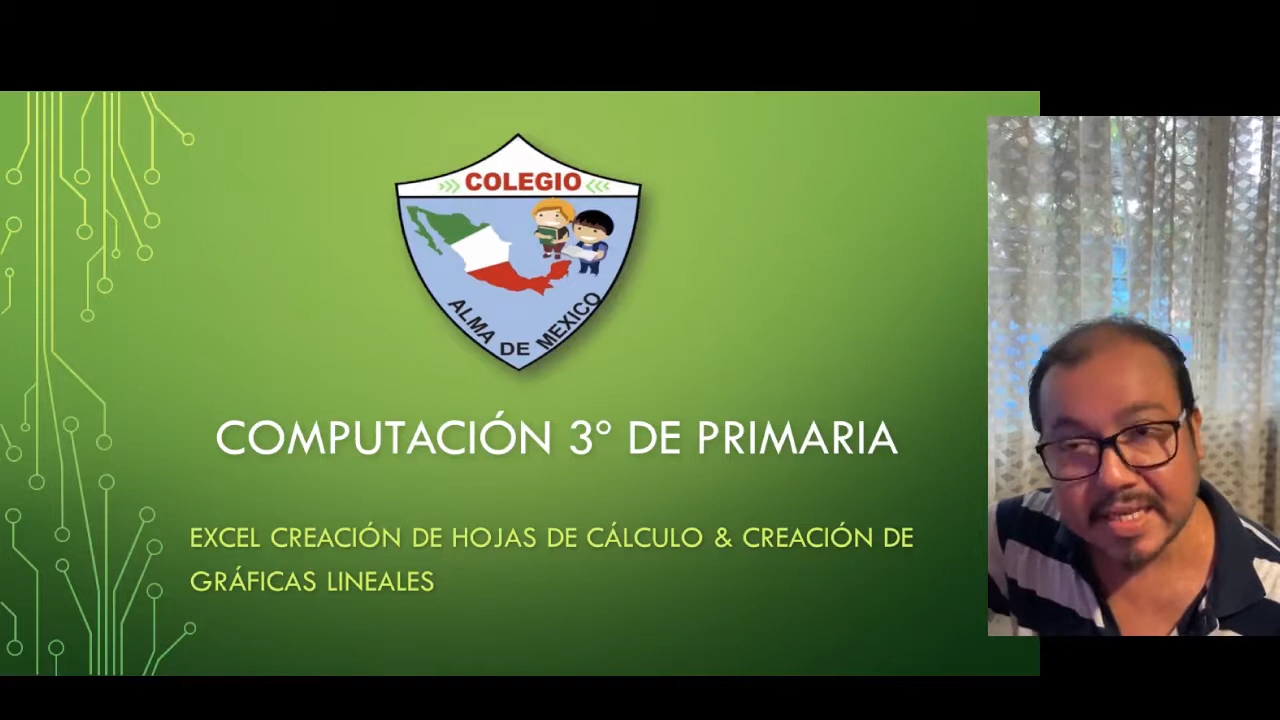 COLEGIO
ALMA DE MEXICO
COMPUTACIÓN 3° DE PRIMARIA
EXCEL CREACIÓN DE HOJAS DE CÁLCULO & CREACIÓN DE
GRÁFICAS LINEALES